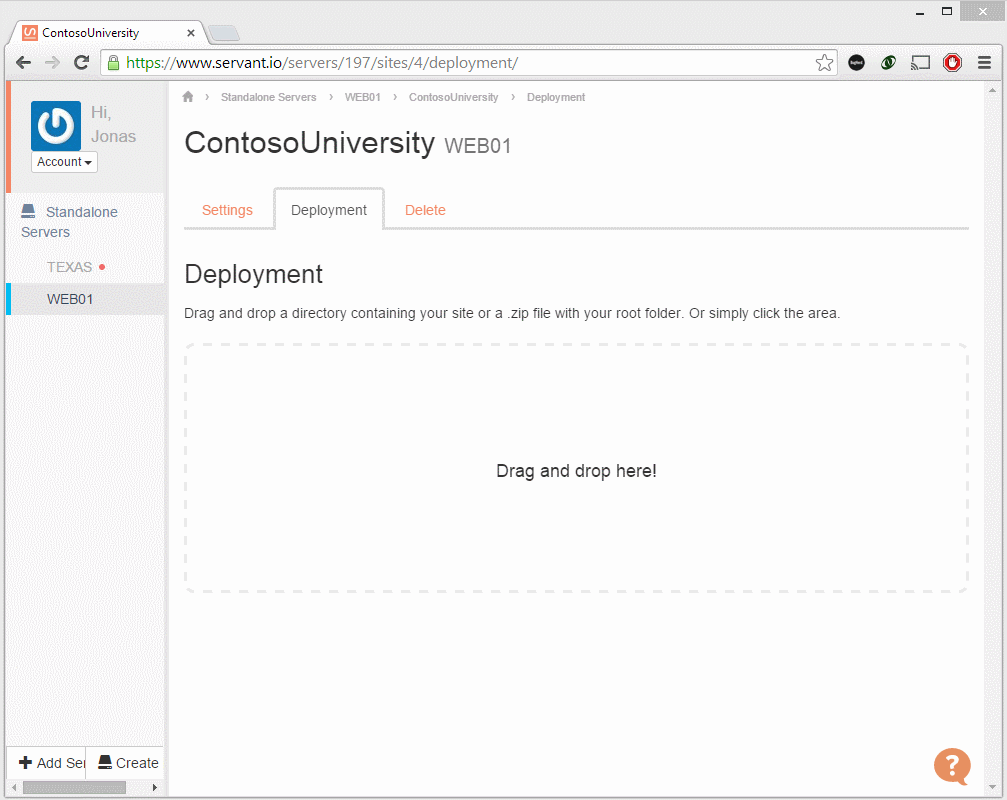 ContosoUniversity
https://www.servant.io/servers/197/sites/4/deployment/
Hi,
Jonas
Account
Standalone Servers
TEXAS
WEB01
Add Ser
Create
Standalone Servers › WEB01 › ContosoUniversity › Deployment
ContosoUniversity WEB01
Settings Deployment Delete
Deployment
Drag and drop a directory containing your site or a .zip file with your root folder. Or simply click the area.
Drag and drop here!
?